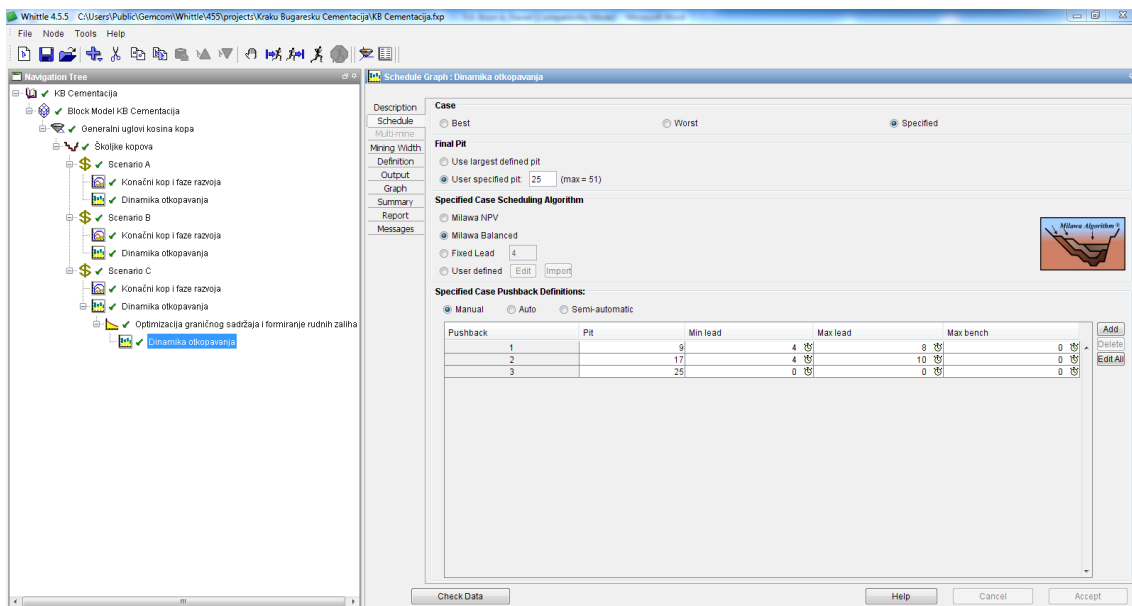 Whittle 4.5.5 C:\Users\Public\Gemcom\Whittle\455\projects\Kraku Bugaresku Cementacija\KB Cementacija.fxp
File Node Tools Help
Navigation Tree
KB Cementacija
Block Model KB Cementacija
Generalni uglovi kosina kopa
Školjke kopova
Scenario A
Konačni kop i faze razvoja
Dinamika otkopavanja
Scenario B
Konačni kop i faze razvoja
Dinamika otkopavanja
Scenario C
Konačni kop i faze razvoja
Dinamika otkopavanja
Optimizacija graničnog sadržaja i formiranje rudnih zaliha
Dinamika otkopavanja
Schedule Graph : Dinamika otkopavanja
Description
Schedule
Multi-mine
Mining Width
Definition
Output
Graph
Summary
Report
Messages
Case
Best Worst Specified
Final Pit
Use largest defined pit
User specified pit: 25 (max = 51)
Specified Case Scheduling Algorithm
Milawa NPV
Milawa Balanced
Fixed Lead 4
User defined Edit Import
Milawa Algorithm ®
Specified Case Pushback Definitions:
Manual Auto Semi-automatic
Pushback Pit Min lead Max lead Max bench
1 9 4 8 0
2 17 4 10 0
3 25 0 0 0
Add
Delete
Edit All
Check Data Help Cancel Accept